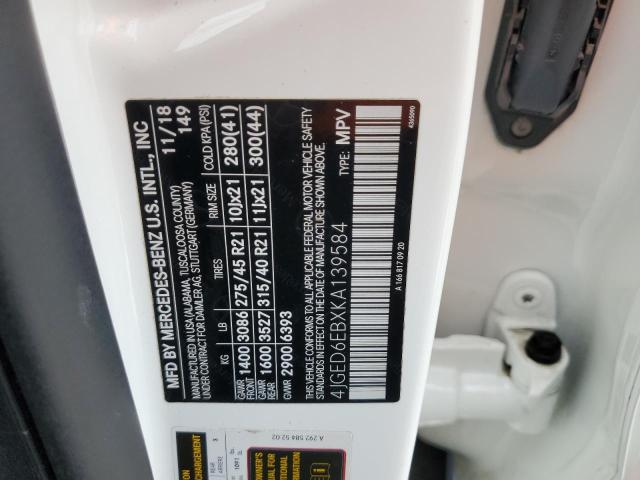 MFD BY MERCEDES-BENZ U.S. INTL., INC
11/18
MANUFACTURED IN USA (ALABAMA, TUSCALOOSA COUNTY)
149
UNDER CONTRACT FOR DAIMLER AG, STUTTGART (GERMANY)
KG LB TIRES RIM SIZE COLD KPA (PSI)
GAWR FRONT 1400 3086 275/45 R21 10Jx21 280(41)
GAWR REAR 1600 3527 315/40 R21 11Jx21 300(44)
GVWR 2900 6393
THIS VEHICLE CONFORMS TO ALL APPLICABLE FEDERAL MOTOR VEHICLE SAFETY
STANDARDS IN EFFECT ON THE DATE OF MANUFACTURE SHOWN ABOVE.
4JGED6EBXKA139584 TYPE: MPV
A 166 817 09 20
4365690
A 292 584 52 02